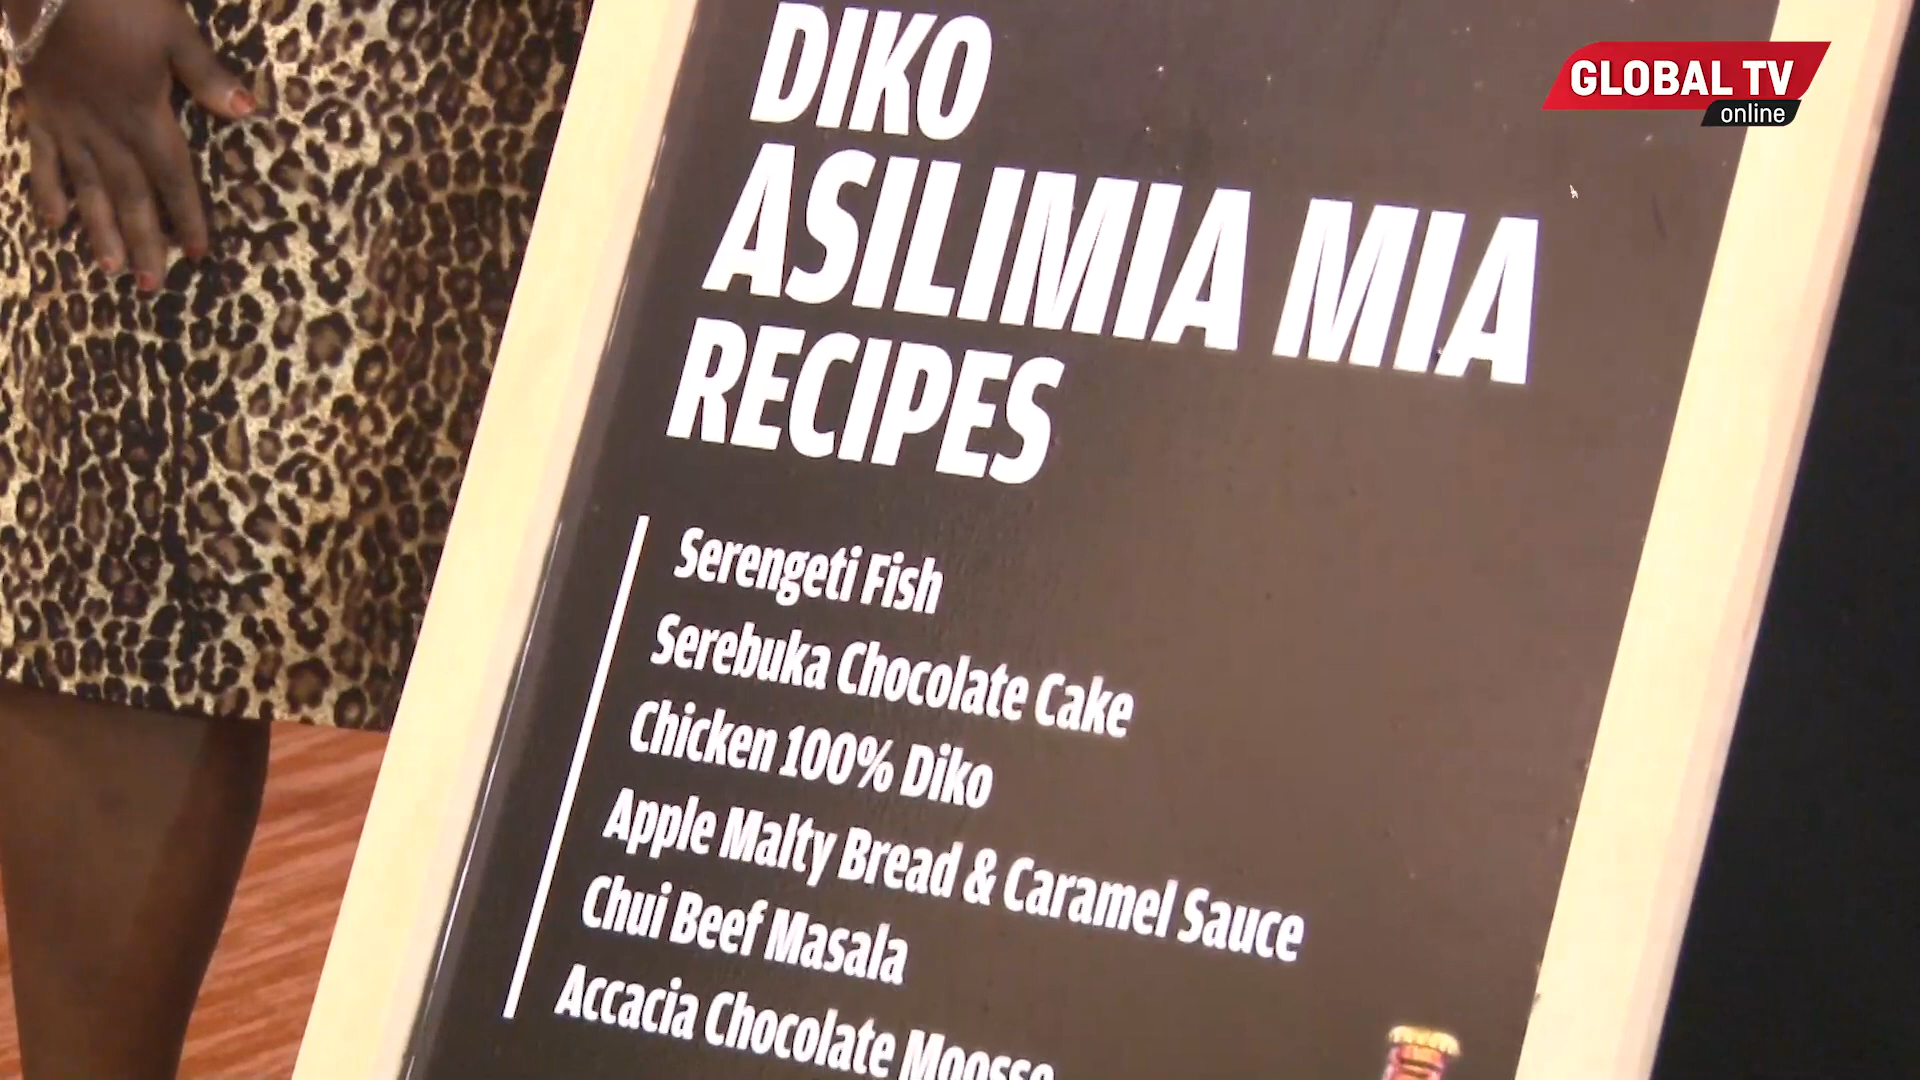 GLOBAL TV
online
DIKO
ASILIMIA MIA
RECIPES
Serengeti Fish
Serebuka Chocolate Cake
Chicken 100% Diko
Apple Malty Bread & Caramel Sauce
Chui Beef Masala
Accacia Chocolate Moosse